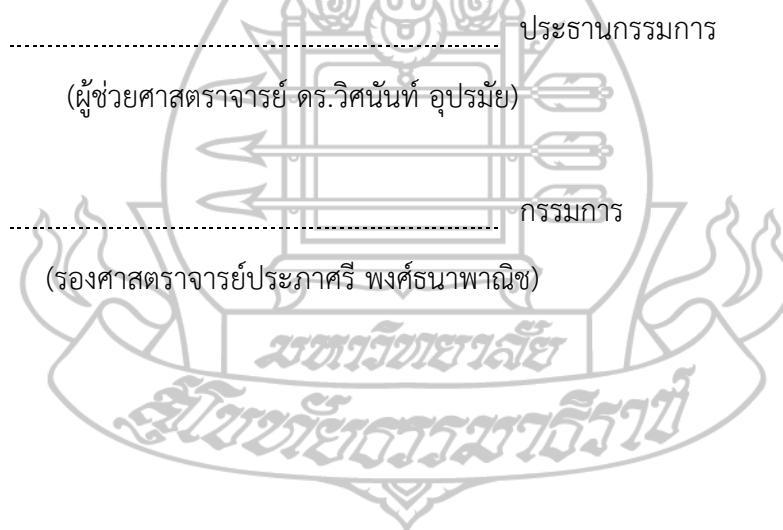 ประธานกรรมการ
(ผู้ช่วยศาสตราจารย์ ดร.วิศนันท์ อุปรมัย)
กรรมการ
(รองศาสตราจารย์ประภาศรี พงศ์ธนาพาณิช)
มหาวิทยาลัย
สุโขทัยธรรมาธิราช